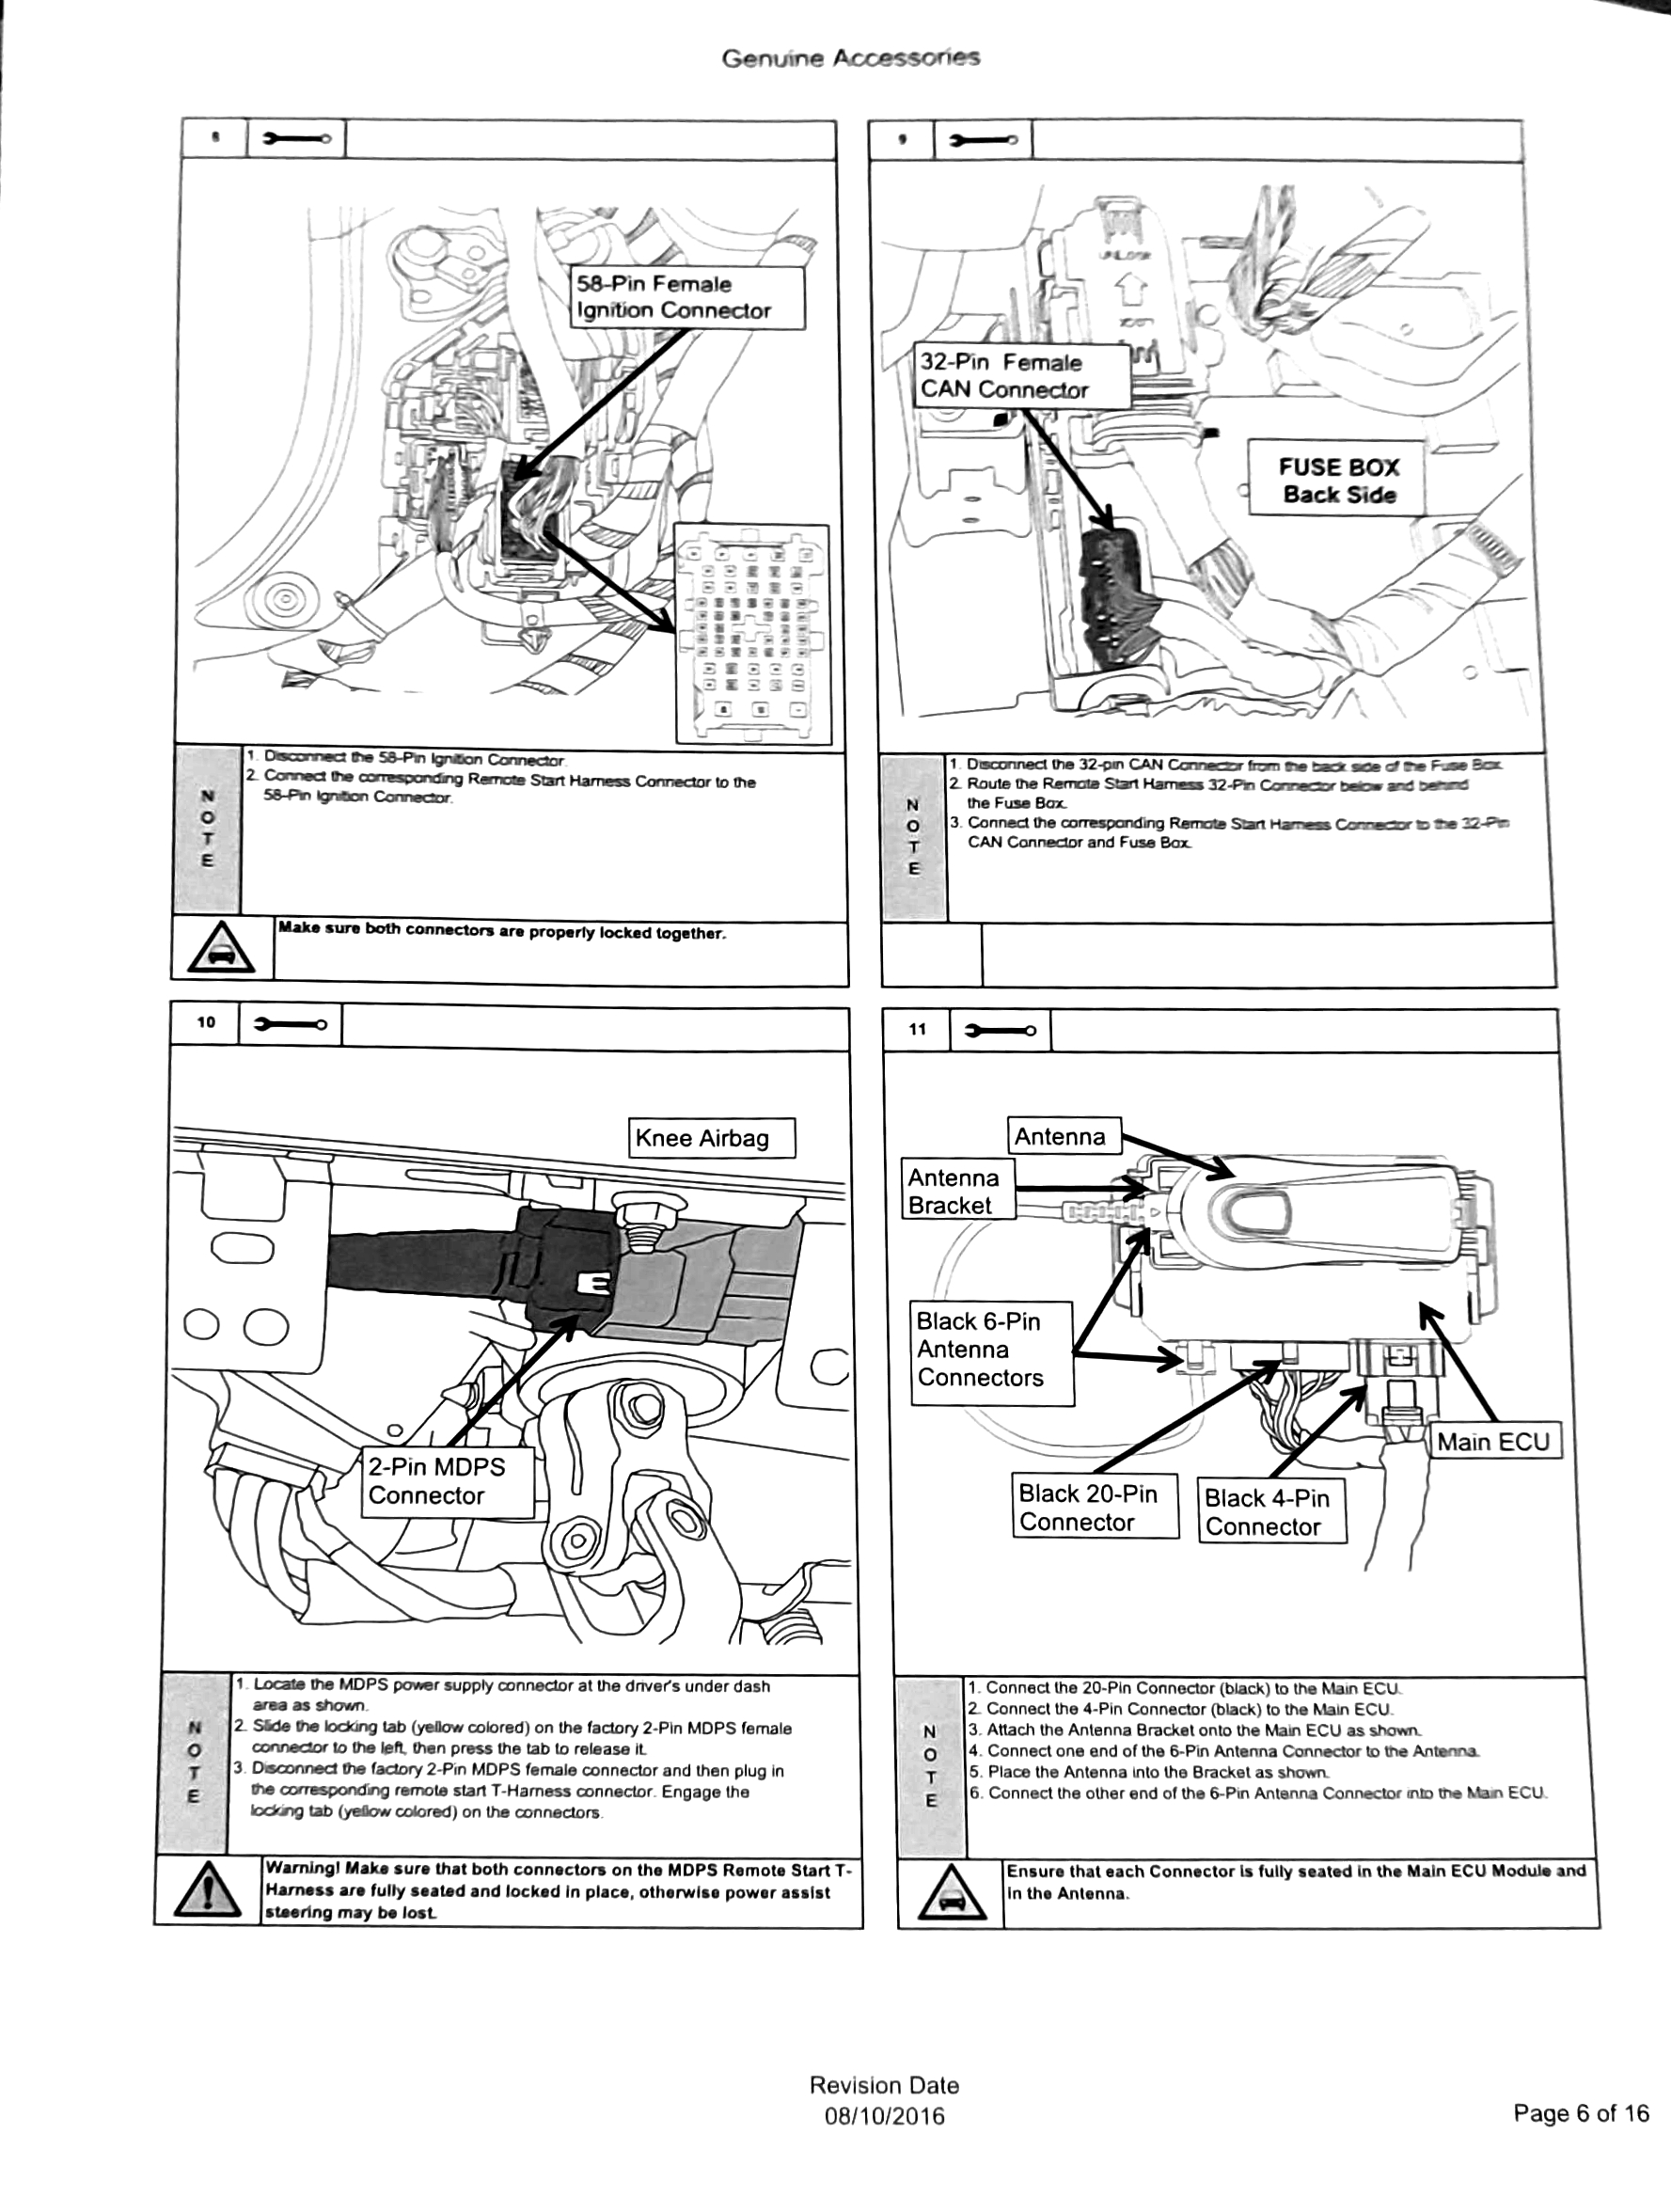 Genuine Accessories
8
58-Pin Female
Ignition Connector
NOTE
1. Disconnect the 58-Pin Ignition Connector.
2. Connect the corresponding Remote Start Harness Connector to the
58-Pin Ignition Connector.
Make sure both connectors are properly locked together.
9
UNLOCK
LOCK
32-Pin Female
CAN Connector
FUSE BOX
Back Side
NOTE
1. Disconnect the 32-pin CAN Connector from the back side of the Fuse Box.
2. Route the Remote Start Harness 32-Pin Connector below and behind
the Fuse Box.
3. Connect the corresponding Remote Start Harness Connector to the 32-Pin
CAN Connector and Fuse Box.
10
Knee Airbag
2-Pin MDPS
Connector
NOTE
1. Locate the MDPS power supply connector at the driver's under dash
area as shown.
2. Slide the locking tab (yellow colored) on the factory 2-Pin MDPS female
connector to the left, then press the tab to release it.
3. Disconnect the factory 2-Pin MDPS female connector and then plug in
the corresponding remote start T-Harness connector. Engage the
locking tab (yellow colored) on the connectors.
Warning! Make sure that both connectors on the MDPS Remote Start T-
Harness are fully seated and locked in place, otherwise power assist
steering may be lost.
11
Antenna
Antenna
Bracket
Black 6-Pin
Antenna
Connectors
Main ECU
Black 20-Pin
Connector
Black 4-Pin
Connector
NOTE
1. Connect the 20-Pin Connector (black) to the Main ECU.
2. Connect the 4-Pin Connector (black) to the Main ECU.
3. Attach the Antenna Bracket onto the Main ECU as shown.
4. Connect one end of the 6-Pin Antenna Connector to the Antenna.
5. Place the Antenna into the Bracket as shown.
6. Connect the other end of the 6-Pin Antenna Connector into the Main ECU.
Ensure that each Connector is fully seated in the Main ECU Module and
in the Antenna.
Revision Date
08/10/2016
Page 6 of 16